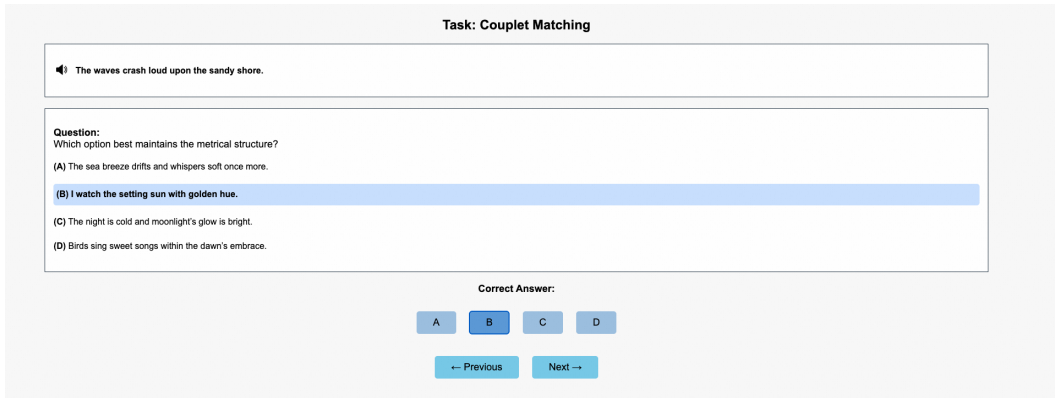 Task: Couplet Matching
The waves crash loud upon the sandy shore.
Question:
Which option best maintains the metrical structure?
(A) The sea breeze drifts and whispers soft once more.
(B) I watch the setting sun with golden hue.
(C) The night is cold and moonlight's glow is bright.
(D) Birds sing sweet songs within the dawn's embrace.
Correct Answer:
A B C D
← Previous Next →